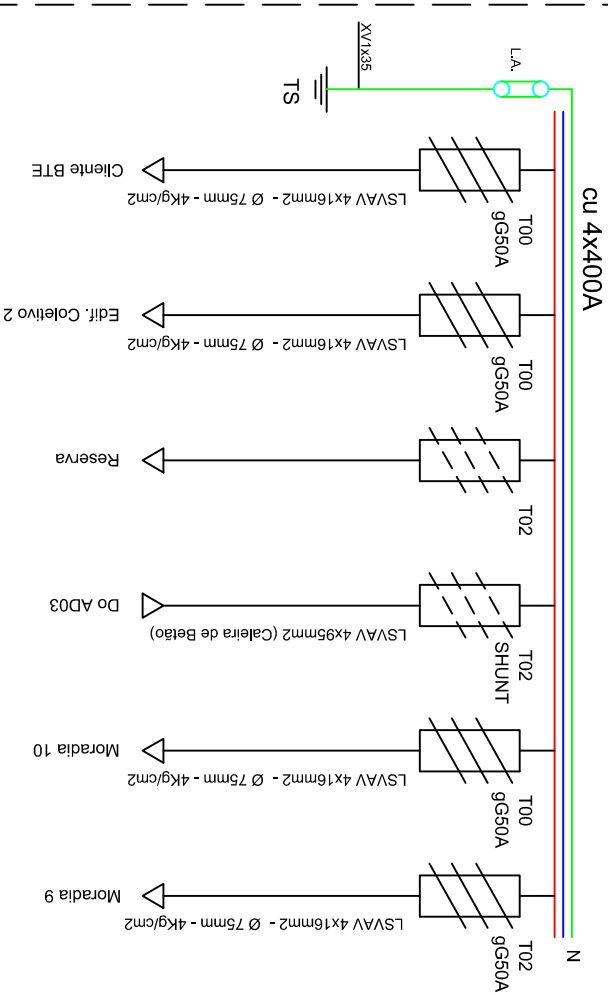 cu 4x400A
N
L.A.
XV1x35
TS
T00
gG50A
LSVAV 4x16mm2 - Ø 75mm - 4Kg/cm2
Cliente BTE
T00
gG50A
LSVAV 4x16mm2 - Ø 75mm - 4Kg/cm2
Edif. Coletivo 2
T02
Reserva
T02
SHUNT
LSVAV 4x95mm2 (Caleira de Betão)
Do AD03
T00
gG50A
LSVAV 4x16mm2 - Ø 75mm - 4Kg/cm2
Moradia 10
T02
gG50A
LSVAV 4x16mm2 - Ø 75mm - 4Kg/cm2
Moradia 9